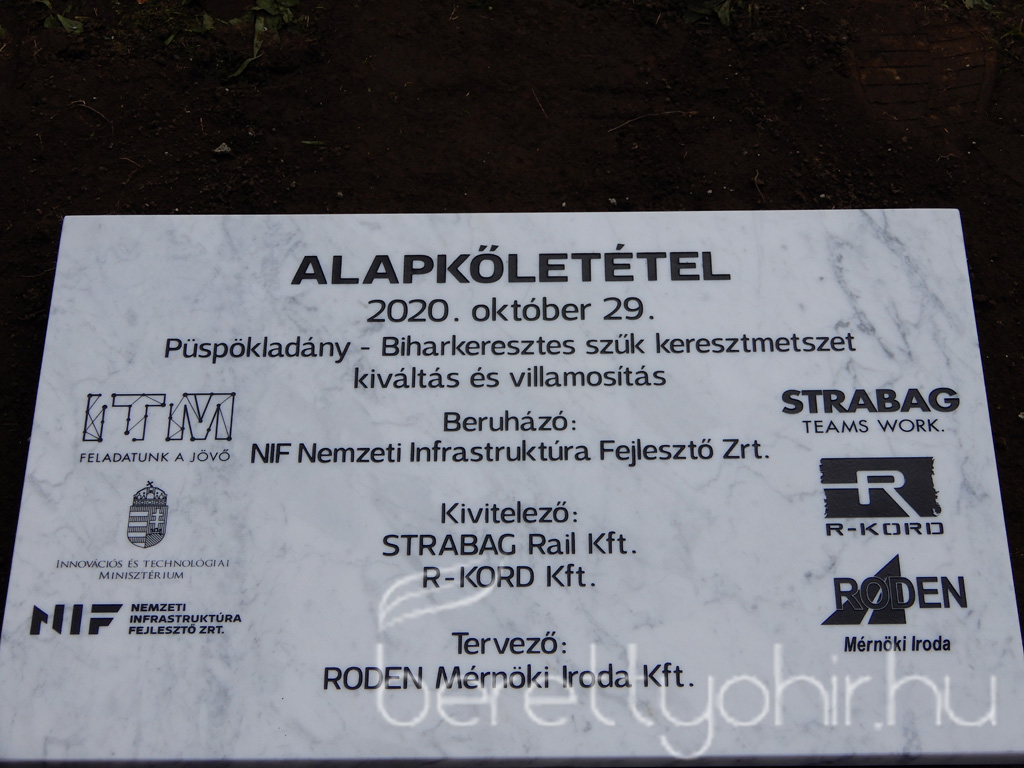 ALAPKŐLETÉTEL
2020. október 29.
Püspökladány - Biharkeresztes szűk keresztmetszet
kiváltás és villamosítás
ITM
FELADATUNK A JÖVŐ
INNOVÁCIÓS ÉS TECHNOLOGIAI
MINISZTÉRIUM
NIF NEMZETI
INFRASTRUKTÚRA
FEJLESZTŐ ZRT.
Beruházó:
NIF Nemzeti Infrastruktúra Fejlesztő Zrt.
Kivitelező:
STRABAG Rail Kft.
R-KORD Kft.
Tervező:
RODEN Mérnöki Iroda Kft.
STRABAG
TEAMS WORK.
R
R-KORD
RODEN
Mérnöki Iroda
berettyohir.hu